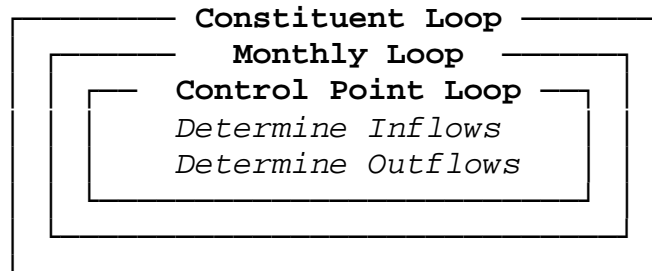 Constituent Loop
Monthly Loop
Control Point Loop
Determine Inflows
Determine Outflows